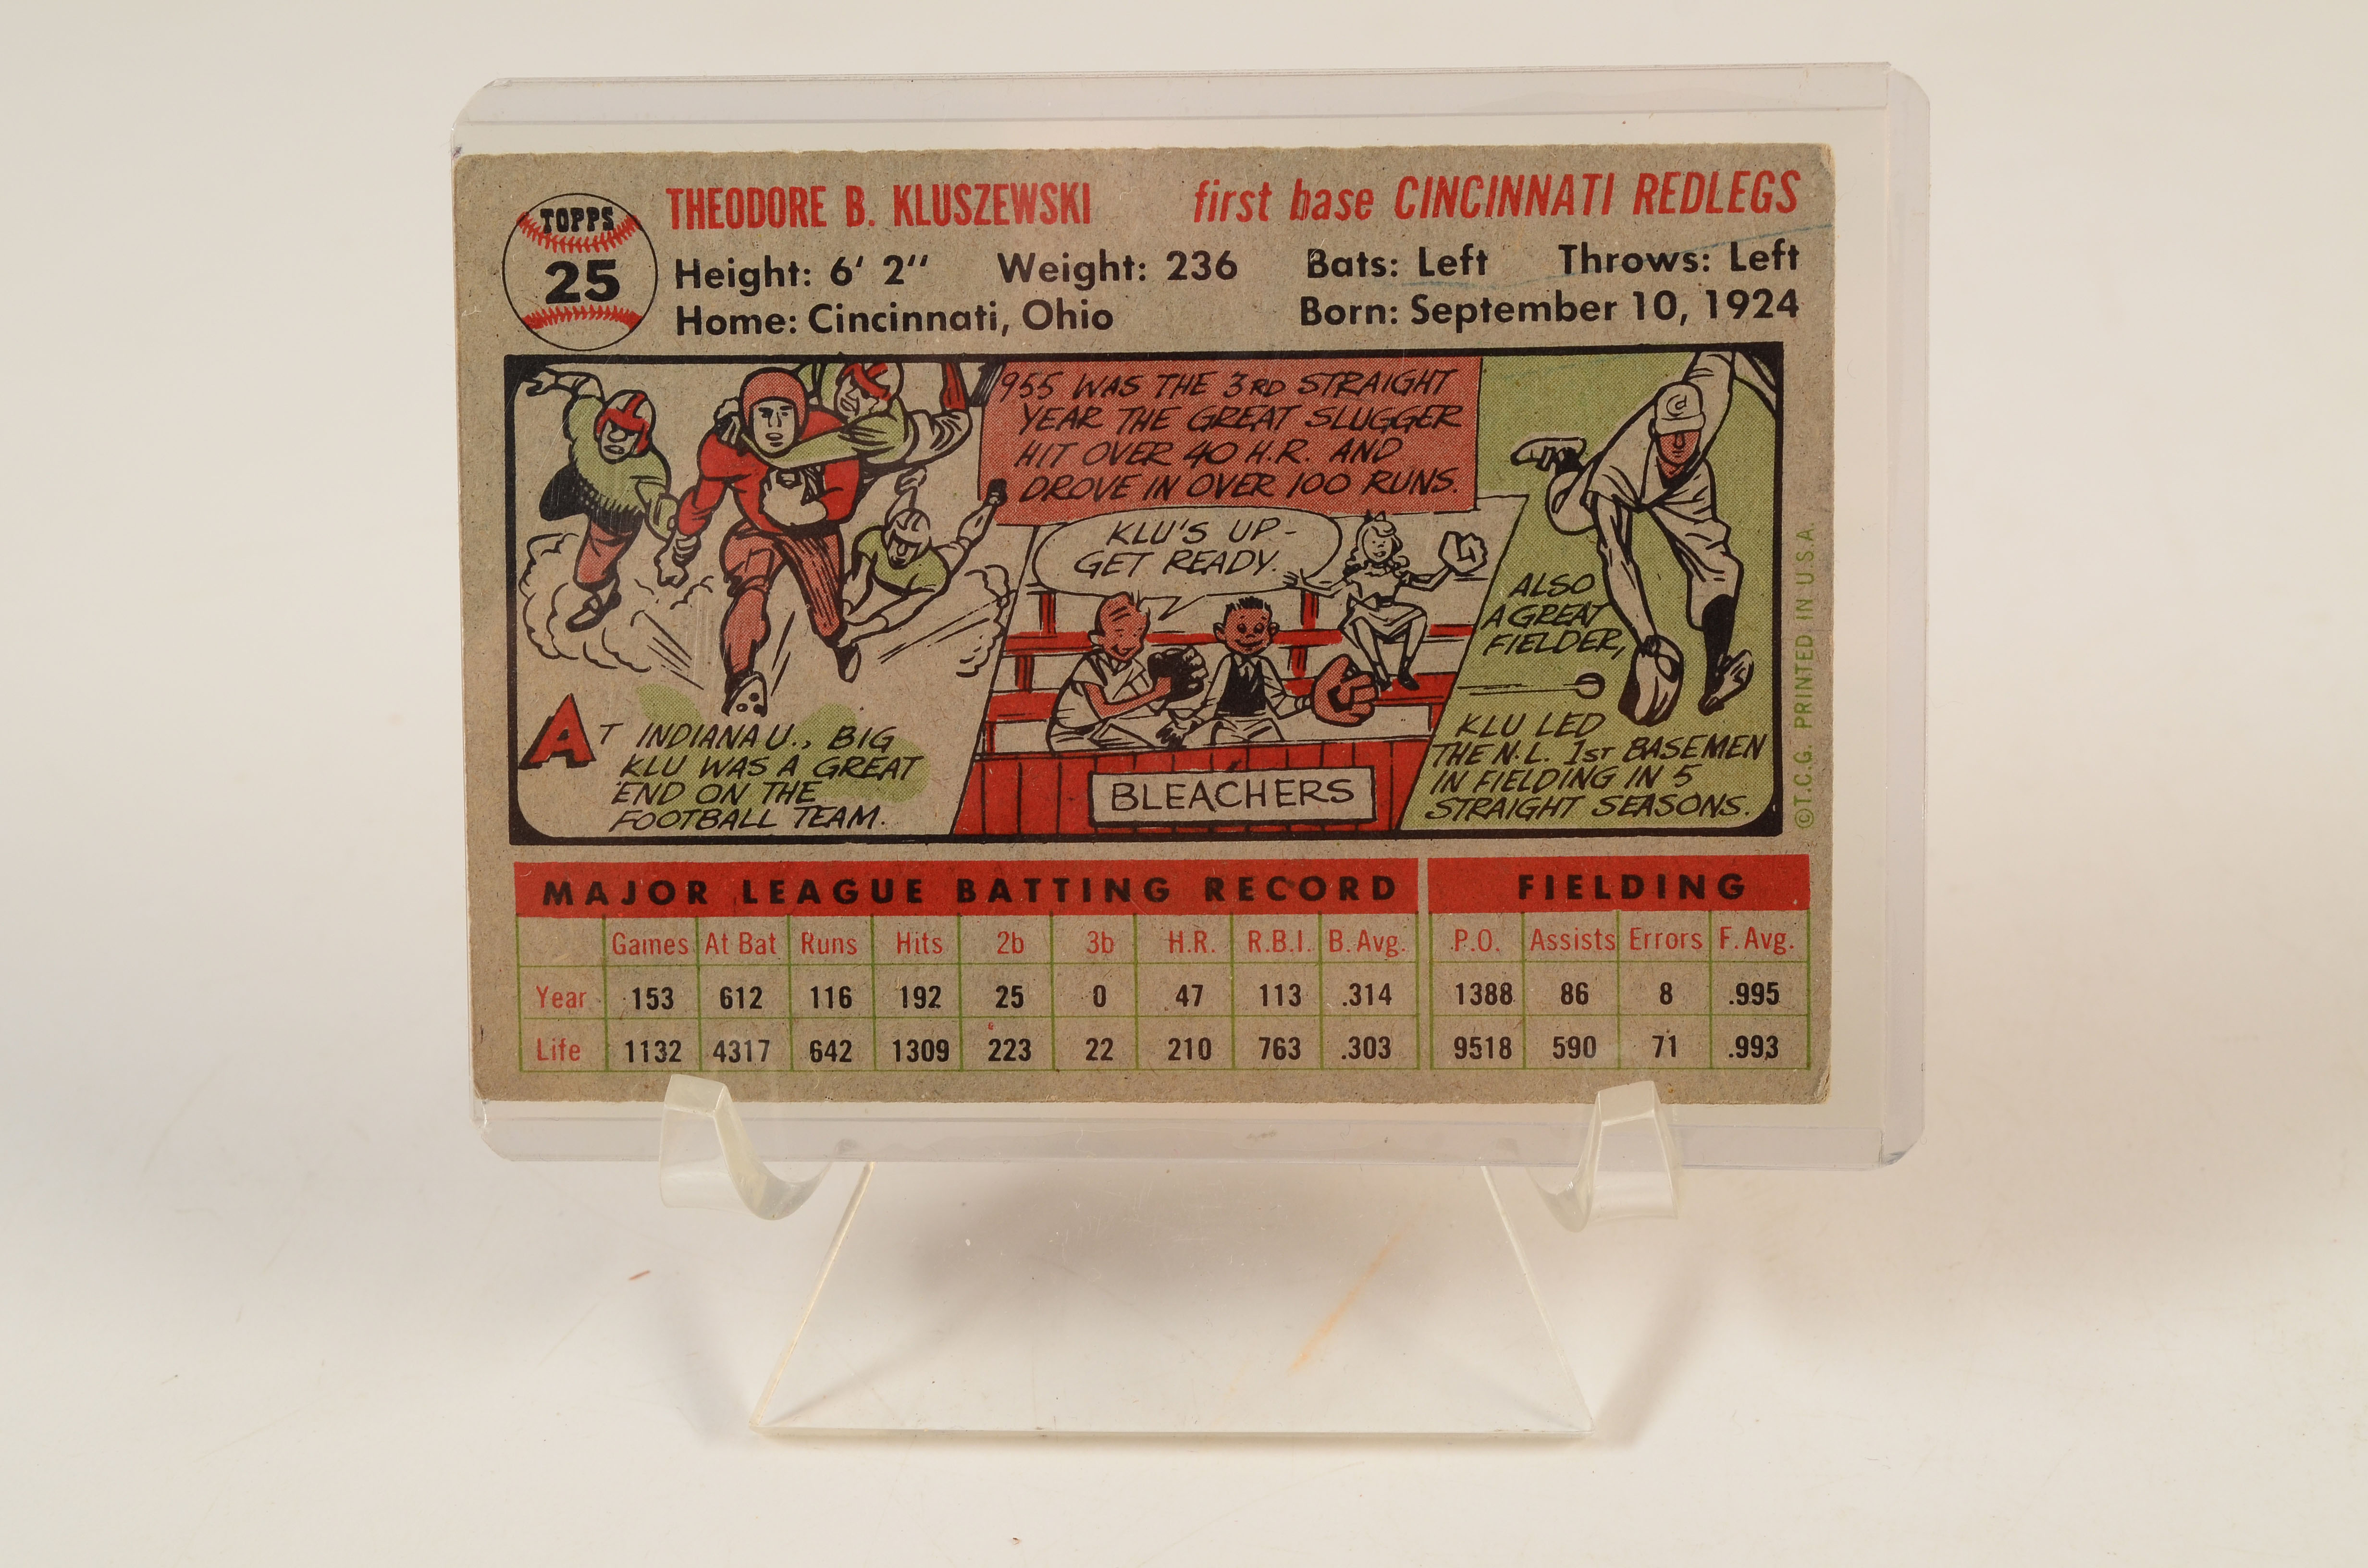 TOPPS
25
THEODORE B. KLUSZEWSKI first base CINCINNATI REDLEGS
Height: 6' 2" Weight: 236 Bats: Left Throws: Left
Home: Cincinnati, Ohio Born: September 10, 1924
1955 WAS THE 3RD STRAIGHT
YEAR THE GREAT SLUGGER
HIT OVER 40 H.R. AND
DROVE IN OVER 100 RUNS.
KLU'S UP-
GET READY.
BLEACHERS
AT INDIANA U., BIG
KLU WAS A GREAT
END ON THE
FOOTBALL TEAM.
ALSO
A GREAT
FIELDER,
KLU LED
THE N.L. 1ST BASEMEN
IN FIELDING IN 5
STRAIGHT SEASONS.
C
©T.C.G. PRINTED IN U.S.A.
MAJOR LEAGUE BATTING RECORD FIELDING
Games At Bat Runs Hits 2b 3b H.R. R.B.I. B. Avg. P.O. Assists Errors F. Avg.
Year 153 612 116 192 25 0 47 113 .314 1388 86 8 .995
Life 1132 4317 642 1309 223 22 210 763 .303 9518 590 71 .993